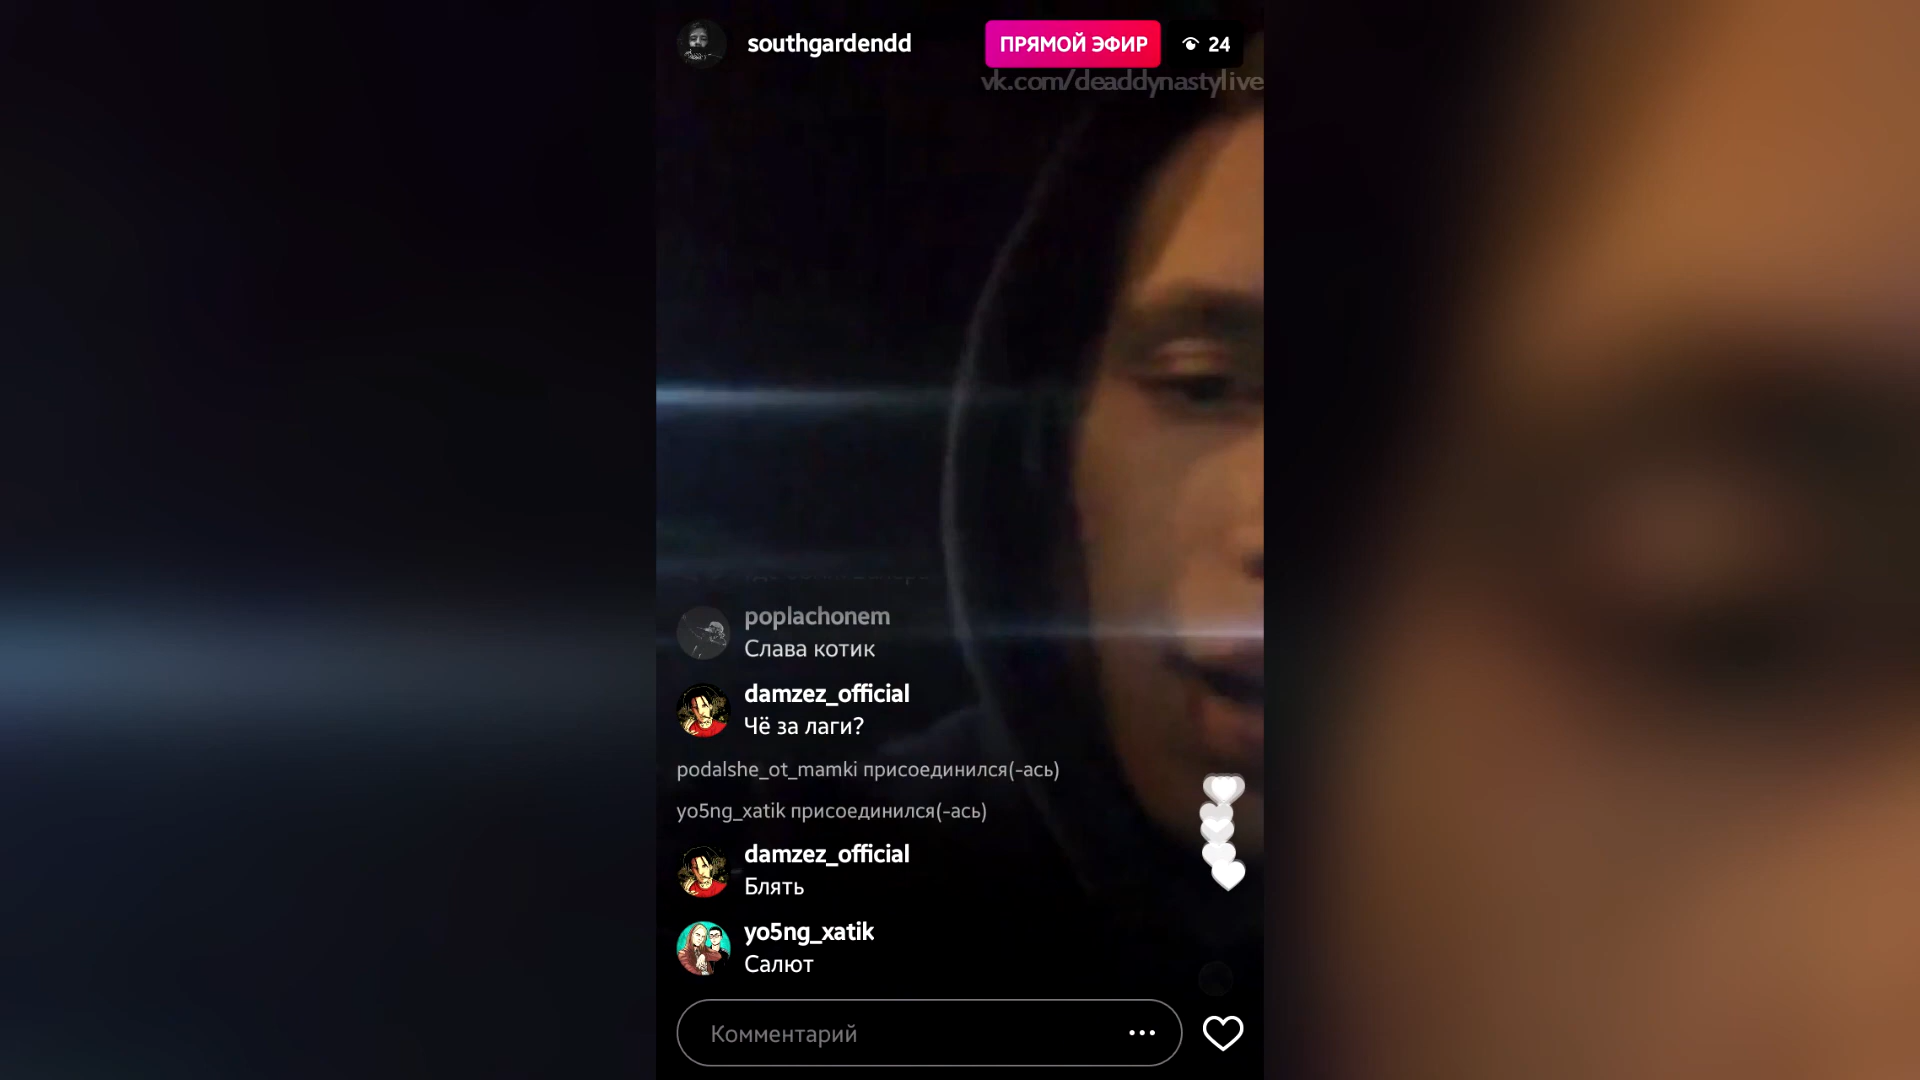 southgardendd
ПРЯМОЙ ЭФИР
24
vk.com/deaddynastylive
poplachonem
Слава котик
damzez_official
Чё за лаги?
podalshe_ot_mamki присоединился(-ась)
yo5ng_xatik присоединился(-ась)
damzez_official
Блять
yo5ng_xatik
Салют
Комментарий